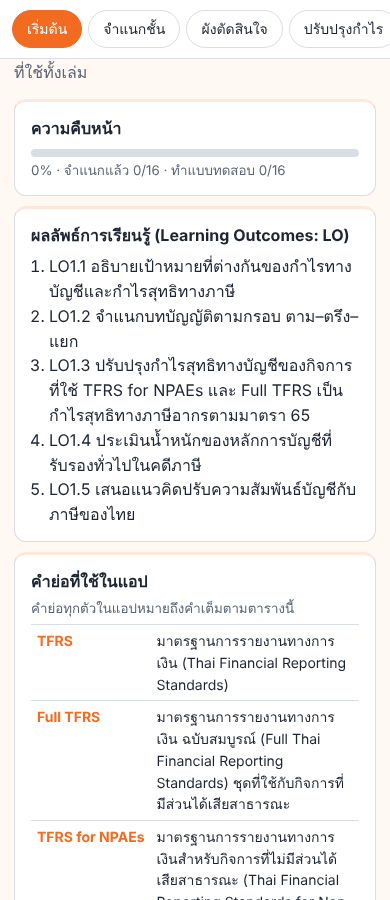 เริ่มต้น
จำแนกชั้น
ผังตัดสินใจ
ปรับปรุงกำไร
ที่ใช้ทั้งเล่ม
ความคืบหน้า
0% · จำแนกแล้ว 0/16 · ทำแบบทดสอบ 0/16
ผลลัพธ์การเรียนรู้ (Learning Outcomes: LO)
1. LO1.1 อธิบายเป้าหมายที่ต่างกันของกำไรทาง
บัญชีและกำไรสุทธิทางภาษี
2. LO1.2 จำแนกบทบัญญัติตามกรอบ ตาม–ตรึง–
แยก
3. LO1.3 ปรับปรุงกำไรสุทธิทางบัญชีของกิจการ
ที่ใช้ TFRS for NPAEs และ Full TFRS เป็น
กำไรสุทธิทางภาษีอากรตามมาตรา 65
4. LO1.4 ประเมินน้ำหนักของหลักการบัญชีที่
รับรองทั่วไปในคดีภาษี
5. LO1.5 เสนอแนวคิดปรับความสัมพันธ์บัญชีกับ
ภาษีของไทย
คำย่อที่ใช้ในแอป
คำย่อทุกตัวในแอปหมายถึงคำเต็มตามตารางนี้
TFRS
มาตรฐานการรายงานทางการ
เงิน (Thai Financial Reporting
Standards)
Full TFRS
มาตรฐานการรายงานทางการ
เงิน ฉบับสมบูรณ์ (Full Thai
Financial Reporting
Standards) ชุดที่ใช้กับกิจการที่
มีส่วนได้เสียสาธารณะ
TFRS for NPAEs
มาตรฐานการรายงานทางการ
เงินสำหรับกิจการที่ไม่มีส่วนได้
เสียสาธารณะ (Thai Financial
Reporting Standards for Non-